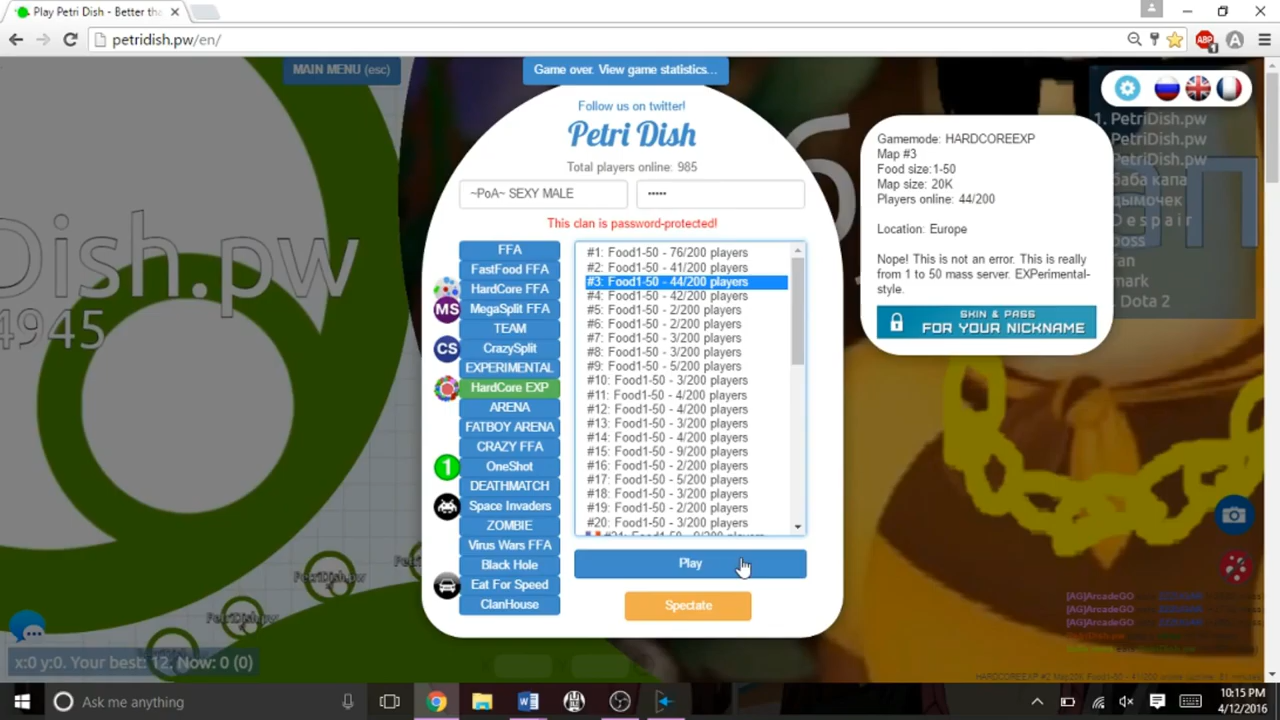 Play Petri Dish - Better tha
petridish.pw/en/
MAIN MENU (esc)
Game over. View game statistics...
Follow us on twitter!
Petri Dish
Total players online: 985
~PoA~ SEXY MALE
•••••
This clan is password-protected!
FFA
FastFood FFA
HardCore FFA
MS
MegaSplit FFA
TEAM
CS
CrazySplit
EXPERIMENTAL
HardCore EXP
ARENA
FATBOY ARENA
CRAZY FFA
1
OneShot
DEATHMATCH
Space Invaders
ZOMBIE
Virus Wars FFA
Black Hole
Eat For Speed
ClanHouse
#1: Food1-50 - 76/200 players
#2: Food1-50 - 41/200 players
#3: Food1-50 - 44/200 players
#4: Food1-50 - 42/200 players
#5: Food1-50 - 2/200 players
#6: Food1-50 - 2/200 players
#7: Food1-50 - 3/200 players
#8: Food1-50 - 3/200 players
#9: Food1-50 - 5/200 players
#10: Food1-50 - 3/200 players
#11: Food1-50 - 4/200 players
#12: Food1-50 - 4/200 players
#13: Food1-50 - 3/200 players
#14: Food1-50 - 4/200 players
#15: Food1-50 - 9/200 players
#16: Food1-50 - 2/200 players
#17: Food1-50 - 5/200 players
#18: Food1-50 - 3/200 players
#19: Food1-50 - 2/200 players
#20: Food1-50 - 3/200 players
Play
Spectate
Gamemode: HARDCOREEXP
Map #3
Food size:1-50
Map size: 20K
Players online: 44/200
Location: Europe
Nope! This is not an error. This is really
from 1 to 50 mass server. EXPerimental-
style.
SKIN & PASS
FOR YOUR NICKNAME
1. PetriDish.pw
PetriDish.pw
PetriDish.pw
баба капа
дымочек
Despair
boss
mark
Dota 2
Dish.pw
4945
PetriDish.pw
PetriDish.pw
[AG]ArcadeGO
[AG]ArcadeGO
[AG]ArcadeGO
x:0 y:0. Your best: 12, Now: 0 (0)
Ask me anything
10:15 PM
4/12/2016